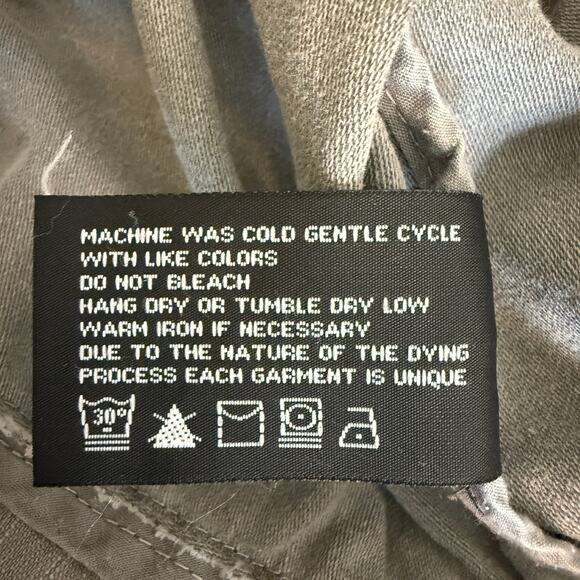 MACHINE WAS COLD GENTLE CYCLE
WITH LIKE COLORS
DO NOT BLEACH
HANG DRY OR TUMBLE DRY LOW
WARM IRON IF NECESSARY
DUE TO THE NATURE OF THE DYING
PROCESS EACH GARMENT IS UNIQUE
30°